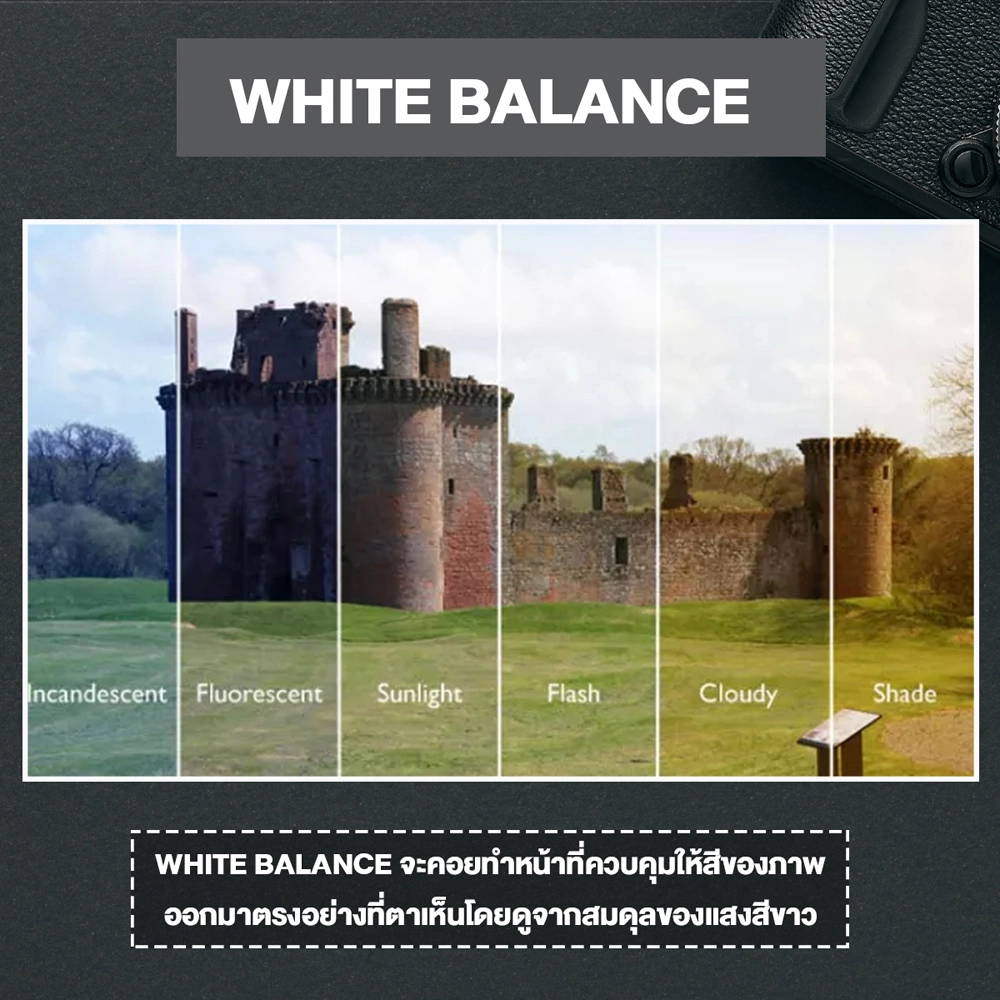 WHITE BALANCE
Incandescent
Fluorescent
Sunlight
Flash
Cloudy
Shade
WHITE BALANCE จะคอยทำหน้าที่ควบคุมให้สีของภาพ
ออกมาตรงอย่างที่ตาเห็นโดยดูจากสมดุลของแสงสีขาว